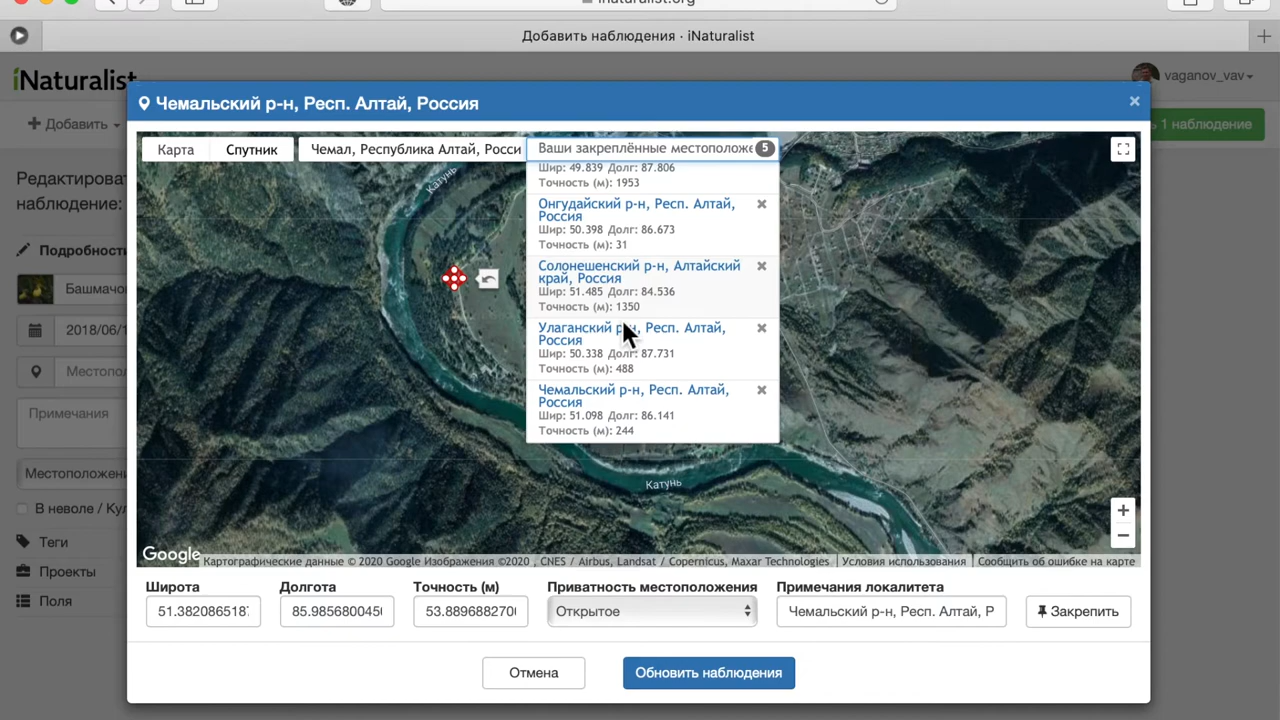 inaturalist.org
Добавить наблюдения · iNaturalist
iNaturalist
vaganov_vav
Добавить
1 наблюдение
Чемальский р-н, Респ. Алтай, Россия
×
Карта
Спутник
Чемал, Республика Алтай, Росси
Ваши закреплённые местоположе
5
Шир: 49.839 Долг: 87.806
Точность (м): 1953
Онгудайский р-н, Респ. Алтай,
Россия
Шир: 50.398 Долг: 86.673
Точность (м): 31
Солонешенский р-н, Алтайский
край, Россия
Шир: 51.485 Долг: 84.536
Точность (м): 1350
Улаганский р-н, Респ. Алтай,
Россия
Шир: 50.338 Долг: 87.731
Точность (м): 488
Чемальский р-н, Респ. Алтай,
Россия
Шир: 51.098 Долг: 86.141
Точность (м): 244
Катунь
Катунь
Редактироват
наблюдение:
Подробност
Башмачо
2018/06/1
Местопол
Примечания
Местоположени
В неволе / Кул
Теги
Проекты
Поля
+
−
Google
Картографические данные © 2020 Google Изображения ©2020 , CNES / Airbus, Landsat / Copernicus, Maxar Technologies
Условия использования
Сообщить об ошибке на карте
Широта
Долгота
Точность (м)
Приватность местоположения
Примечания локалитета
51.3820865187
85.985680045
53.889688270
Открытое
Чемальский р-н, Респ. Алтай, Р
Закрепить
Отмена
Обновить наблюдения